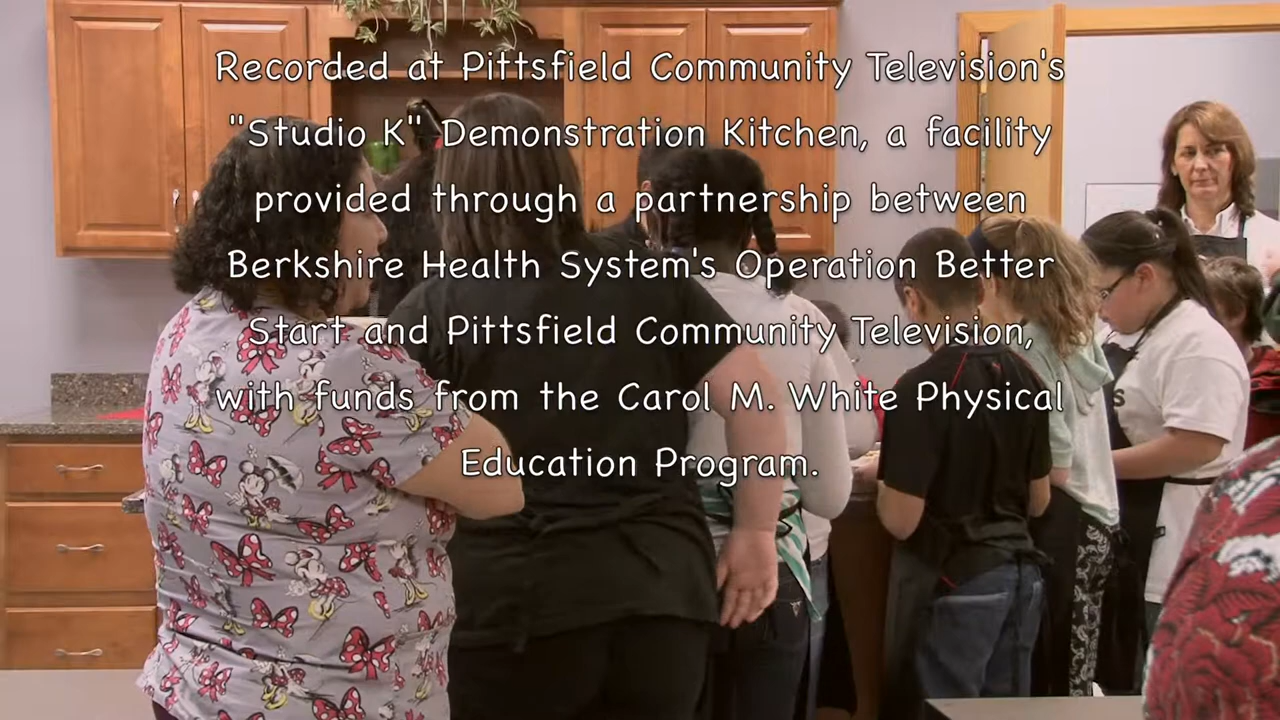 Recorded at Pittsfield Community Television's
"Studio K" Demonstration Kitchen, a facility
provided through a partnership between
Berkshire Health System's Operation Better
Start and Pittsfield Community Television,
with funds from the Carol M. White Physical
Education Program.